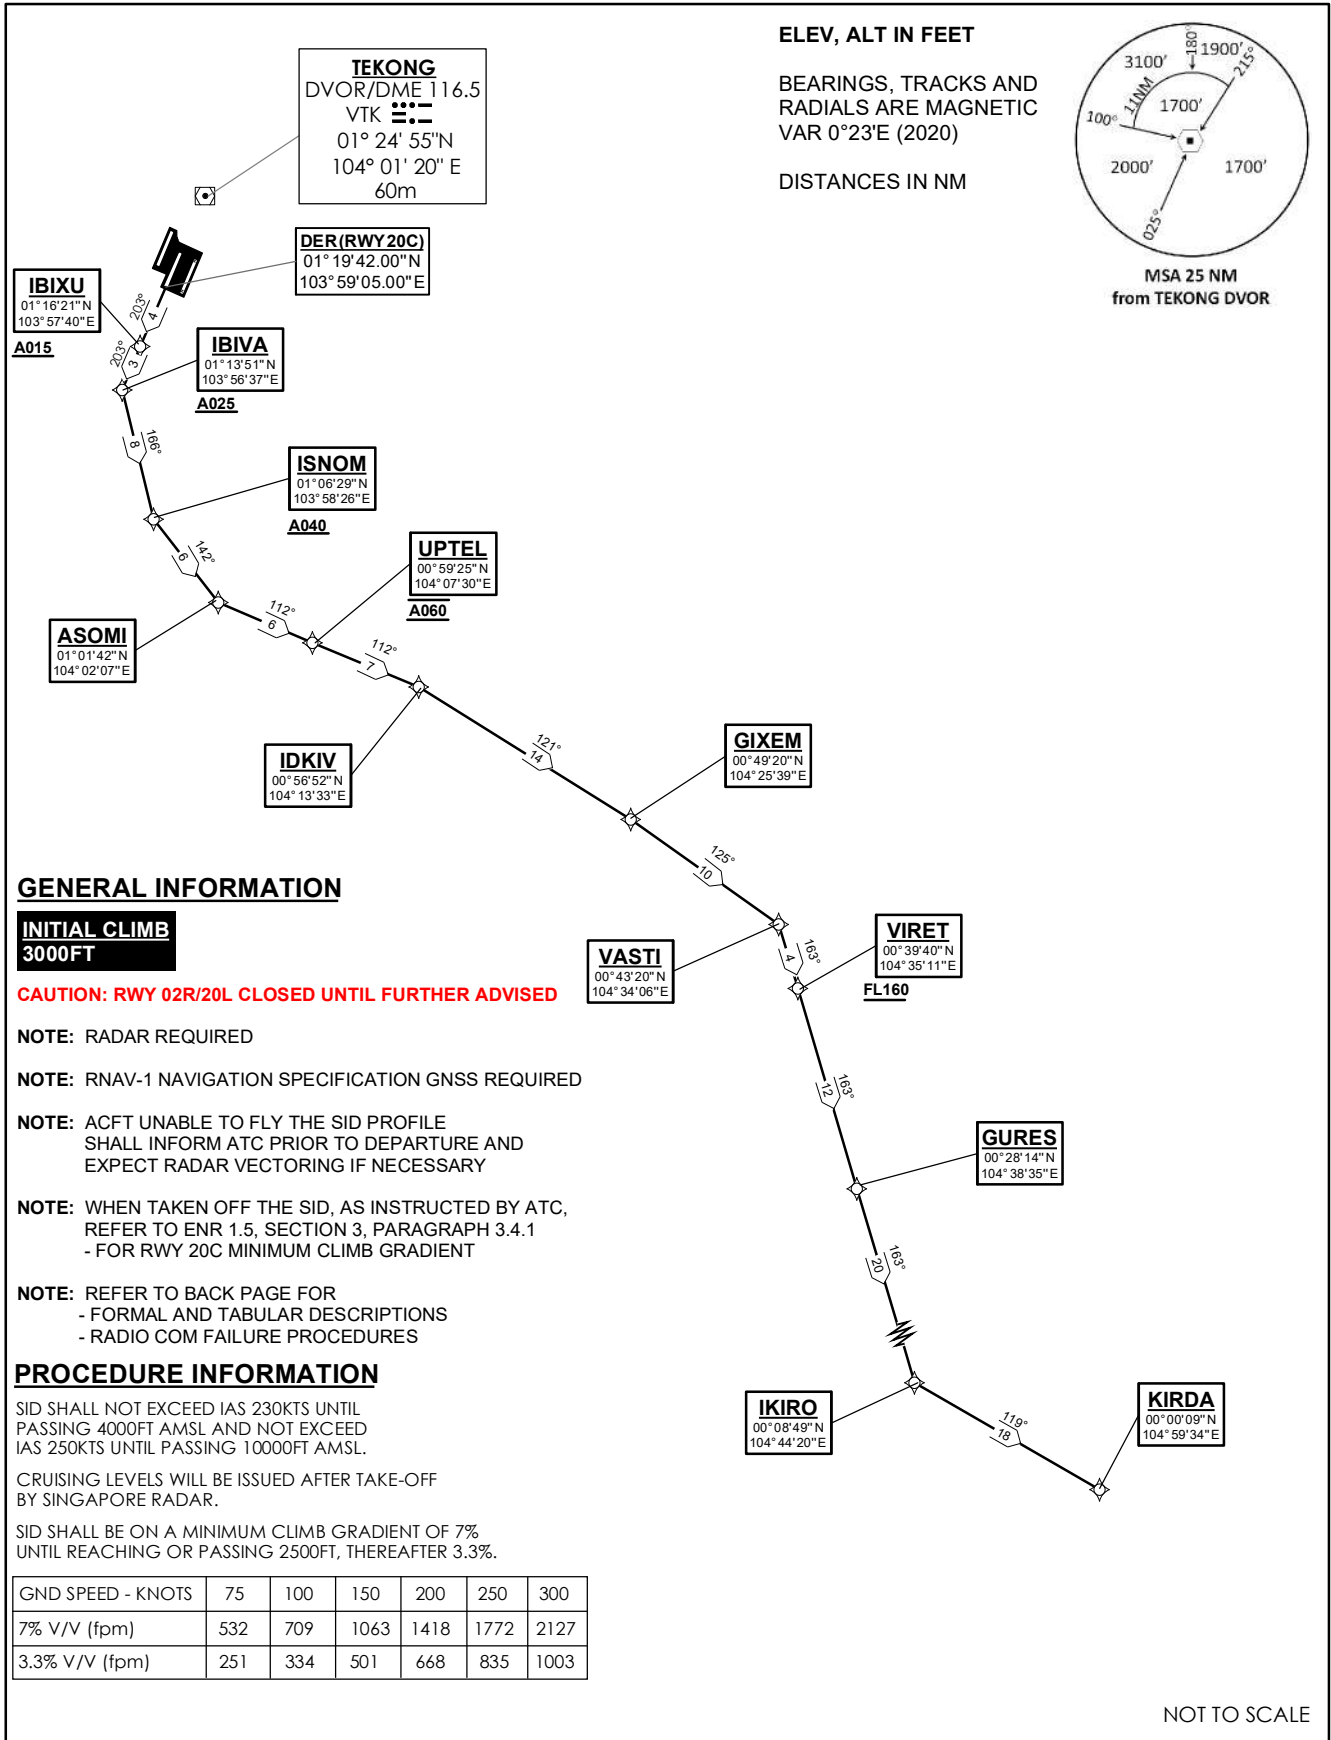 TEKONG
DVOR/DME 116.5
VTK
01° 24' 55"N
104° 01' 20" E
60m
ELEV, ALT IN FEET
BEARINGS, TRACKS AND
RADIALS ARE MAGNETIC
VAR 0°23'E (2020)
DISTANCES IN NM
3100'
180°
1900'
215°
11NM
1700'
100°
2000'
1700'
025°
MSA 25 NM
from TEKONG DVOR
DER(RWY20C)
01°19'42.00"N
103°59'05.00"E
IBIXU
01°16'21"N
103°57'40"E
A015
203°
4
203°
3
IBIVA
01°13'51"N
103°56'37"E
A025
166°
8
ISNOM
01°06'29"N
103°58'26"E
A040
142°
6
UPTEL
00°59'25"N
104°07'30"E
A060
ASOMI
01°01'42"N
104°02'07"E
112°
6
112°
7
IDKIV
00°56'52"N
104°13'33"E
121°
14
GIXEM
00°49'20"N
104°25'39"E
125°
10
VASTI
00°43'20"N
104°34'06"E
163°
4
VIRET
00°39'40"N
104°35'11"E
FL160
163°
12
GURES
00°28'14"N
104°38'35"E
163°
20
IKIRO
00°08'49"N
104°44'20"E
119°
18
KIRDA
00°00'09"N
104°59'34"E
GENERAL INFORMATION
INITIAL CLIMB
3000FT
CAUTION: RWY 02R/20L CLOSED UNTIL FURTHER ADVISED
NOTE: RADAR REQUIRED
NOTE: RNAV-1 NAVIGATION SPECIFICATION GNSS REQUIRED
NOTE: ACFT UNABLE TO FLY THE SID PROFILE
SHALL INFORM ATC PRIOR TO DEPARTURE AND
EXPECT RADAR VECTORING IF NECESSARY
NOTE: WHEN TAKEN OFF THE SID, AS INSTRUCTED BY ATC,
REFER TO ENR 1.5, SECTION 3, PARAGRAPH 3.4.1
- FOR RWY 20C MINIMUM CLIMB GRADIENT
NOTE: REFER TO BACK PAGE FOR
- FORMAL AND TABULAR DESCRIPTIONS
- RADIO COM FAILURE PROCEDURES
PROCEDURE INFORMATION
SID SHALL NOT EXCEED IAS 230KTS UNTIL
PASSING 4000FT AMSL AND NOT EXCEED
IAS 250KTS UNTIL PASSING 10000FT AMSL.
CRUISING LEVELS WILL BE ISSUED AFTER TAKE-OFF
BY SINGAPORE RADAR.
SID SHALL BE ON A MINIMUM CLIMB GRADIENT OF 7%
UNTIL REACHING OR PASSING 2500FT, THEREAFTER 3.3%.
GND SPEED - KNOTS 75 100 150 200 250 300
7% V/V (fpm) 532 709 1063 1418 1772 2127
3.3% V/V (fpm) 251 334 501 668 835 1003
NOT TO SCALE